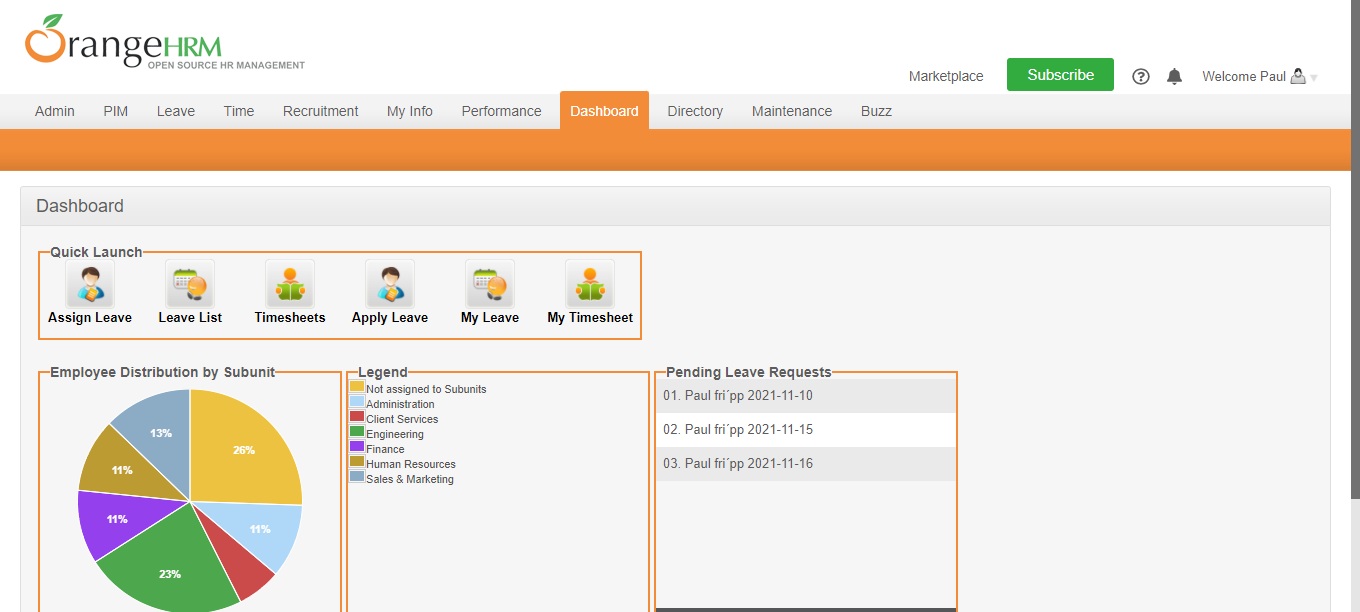 OrangeHRM
OPEN SOURCE HR MANAGEMENT
Marketplace Subscribe Welcome Paul
Admin PIM Leave Time Recruitment My Info Performance Dashboard Directory Maintenance Buzz
Dashboard
Quick Launch
Assign Leave Leave List Timesheets Apply Leave My Leave My Timesheet
Employee Distribution by Subunit
13%
26%
11%
11%
11%
23%
Legend
Not assigned to Subunits
Administration
Client Services
Engineering
Finance
Human Resources
Sales & Marketing
Pending Leave Requests
01. Paul fri´pp 2021-11-10
02. Paul fri´pp 2021-11-15
03. Paul fri´pp 2021-11-16